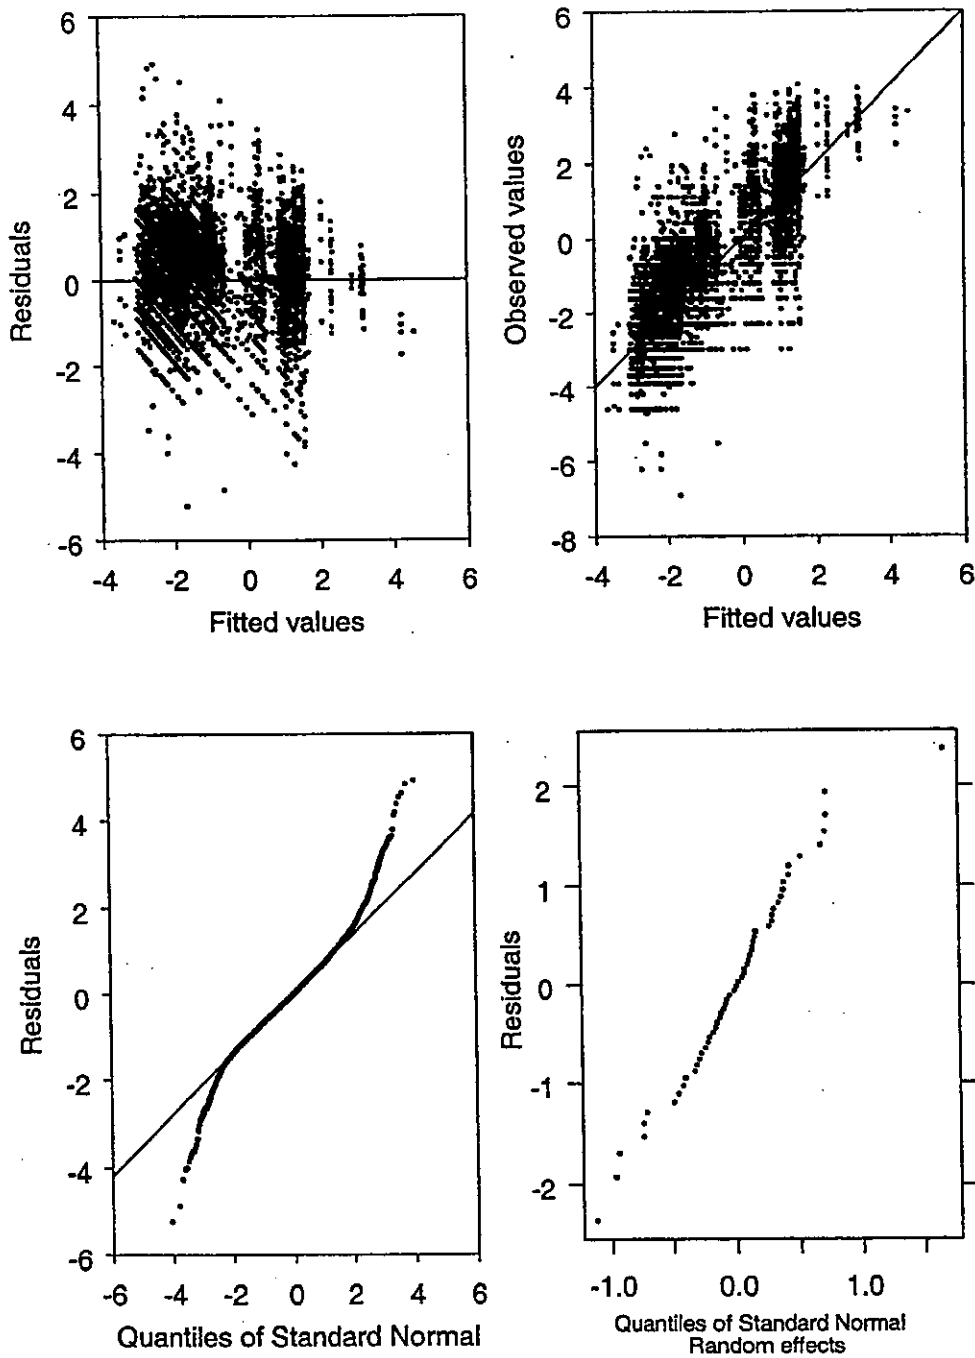 6
4
2
0
-2
-4
-6
Residuals
-4 -2 0 2 4 6
Fitted values
6
4
2
0
-2
-4
-6
-8
Observed values
-4 -2 0 2 4 6
Fitted values
6
4
2
0
-2
-4
-6
Residuals
-6 -4 -2 0 2 4 6
Quantiles of Standard Normal
2
1
0
-1
-2
Residuals
-1.0 0.0 1.0
Quantiles of Standard Normal
Random effects